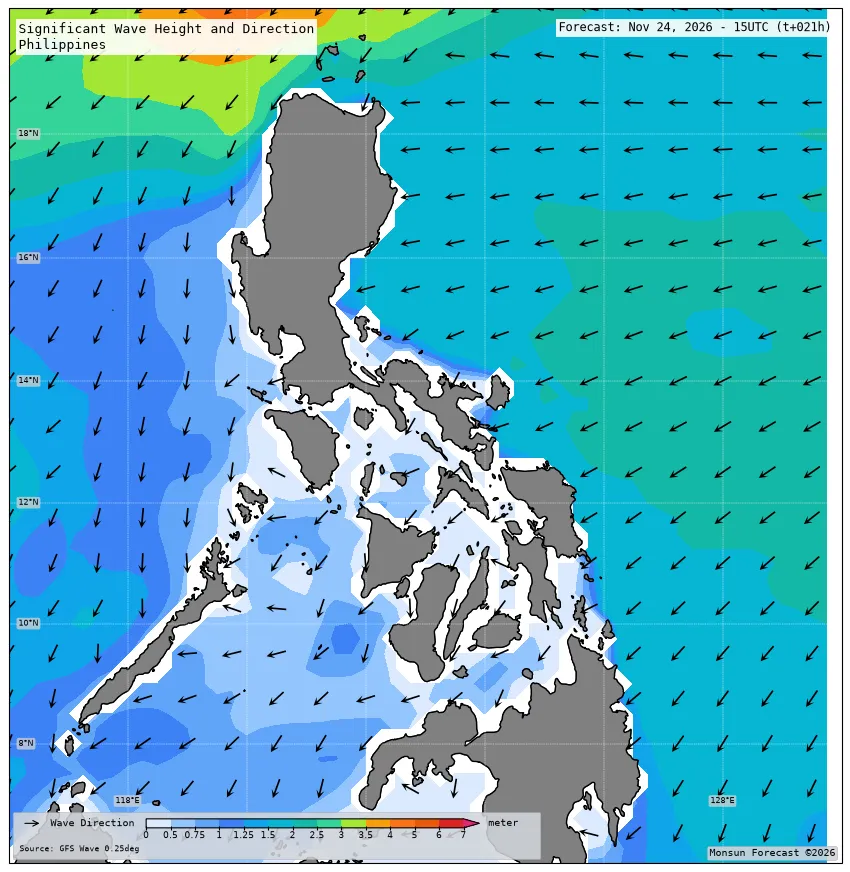 Significant Wave Height and Direction
Philippines
Forecast: Nov 24, 2026 - 15UTC (t+021h)
18°N
16°N
14°N
12°N
10°N
8°N
118°E
128°E
Wave Direction
meter
0 0.5 0.75 1 1.25 1.5 2 2.5 3 3.5 4 5 6 7
Source: GFS Wave 0.25deg
Monsun Forecast ©2026